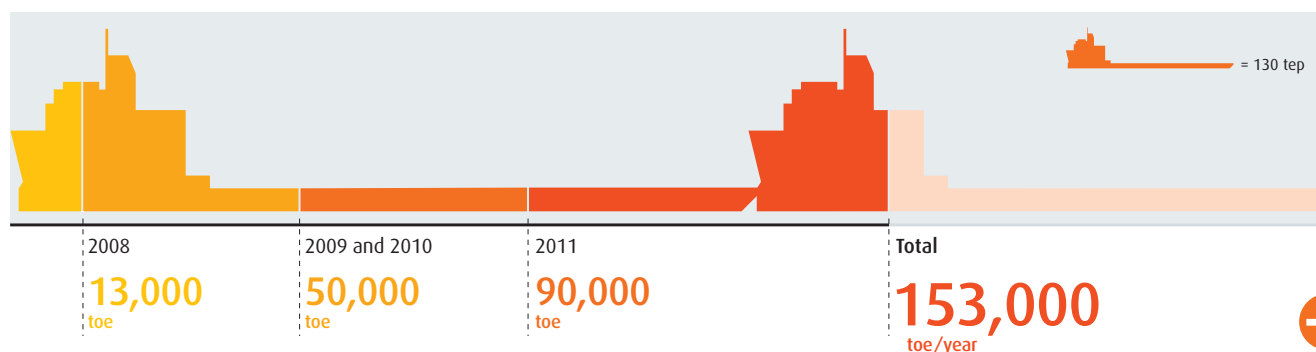 = 130 tep
2008
13,000
toe
2009 and 2010
50,000
toe
2011
90,000
toe
Total
153,000
toe/year